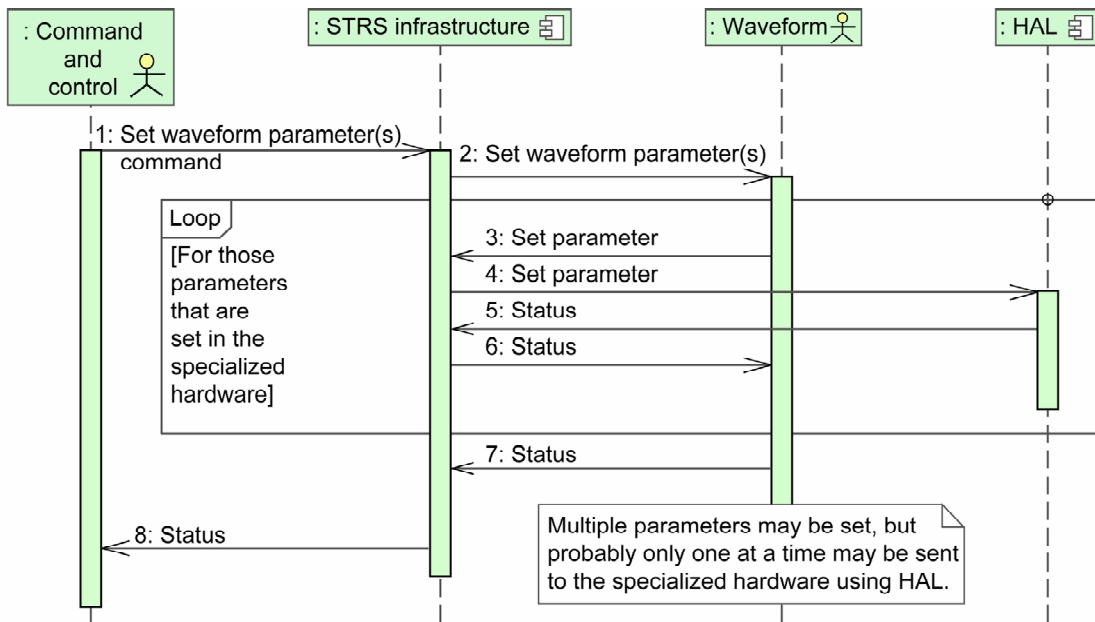 : Command
and
control
: STRS infrastructure
: Waveform
: HAL
1: Set waveform parameter(s)
command
2: Set waveform parameter(s)
Loop
[For those
parameters
that are
set in the
specialized
hardware]
3: Set parameter
4: Set parameter
5: Status
6: Status
7: Status
8: Status
Multiple parameters may be set, but
probably only one at a time may be sent
to the specialized hardware using HAL.